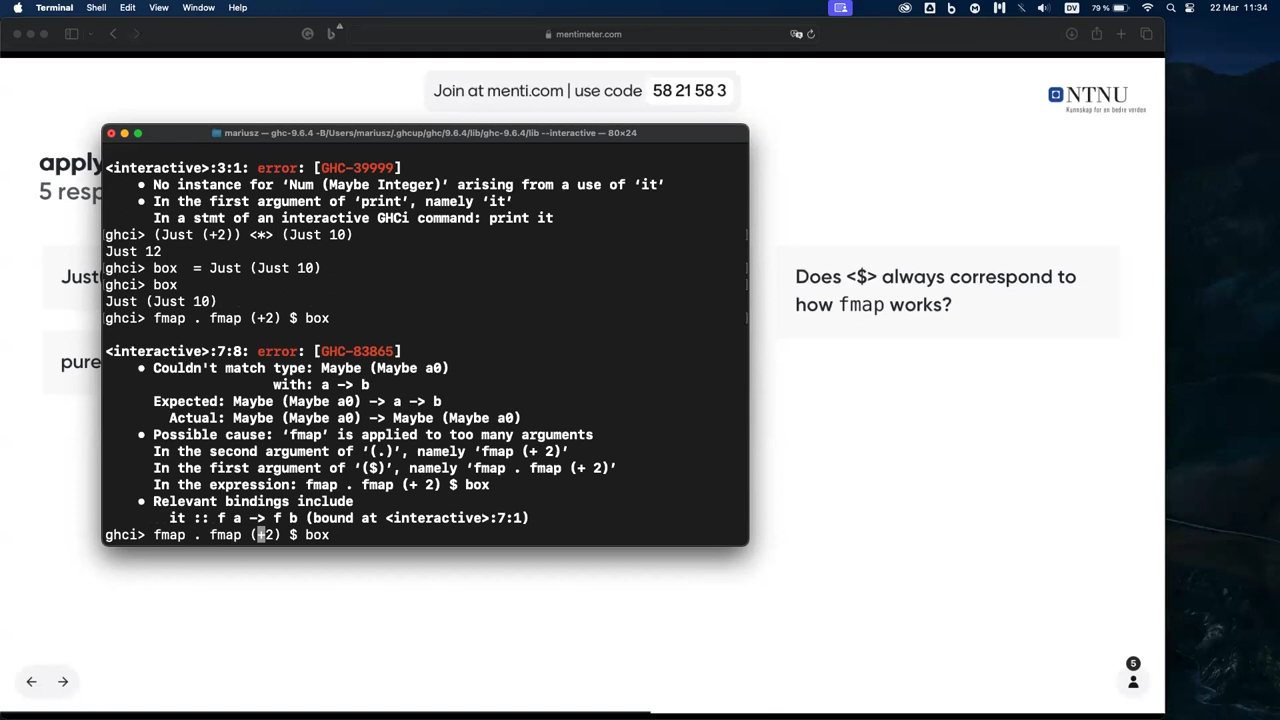 Terminal Shell Edit View Window Help
DV 79 % 22 Mar 11:34
mentimeter.com
Join at menti.com | use code 58 21 58 3
NTNU
Kunnskap for en bedre verden
apply
5 resp
Just
pure
Does <$> always correspond to
how fmap works?
5
mariusz — ghc-9.6.4 -B/Users/mariusz/.ghcup/ghc/9.6.4/lib/ghc-9.6.4/lib --interactive — 80×24
<interactive>:3:1: error: [GHC-39999]
• No instance for ‘Num (Maybe Integer)’ arising from a use of ‘it’
• In the first argument of ‘print’, namely ‘it’
In a stmt of an interactive GHCi command: print it
ghci> (Just (+2)) <*> (Just 10)
Just 12
ghci> box  = Just (Just 10)
ghci> box
Just (Just 10)
ghci> fmap . fmap (+2) $ box
<interactive>:7:8: error: [GHC-83865]
• Couldn't match type: Maybe (Maybe a0)
with: a -> b
Expected: Maybe (Maybe a0) -> a -> b
Actual: Maybe (Maybe a0) -> Maybe (Maybe a0)
• Possible cause: ‘fmap’ is applied to too many arguments
In the second argument of ‘(.)’, namely ‘fmap (+ 2)’
In the first argument of ‘($)’, namely ‘fmap . fmap (+ 2)’
In the expression: fmap . fmap (+ 2) $ box
• Relevant bindings include
it :: f a -> f b (bound at <interactive>:7:1)
ghci> fmap . fmap (+2) $ box